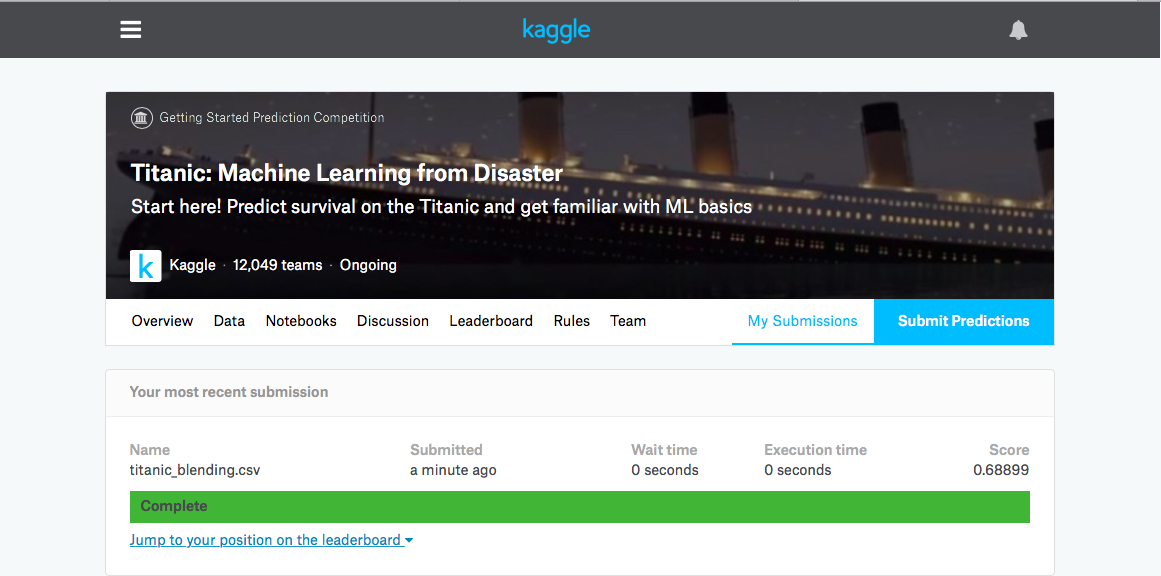 kaggle
Getting Started Prediction Competition
Titanic: Machine Learning from Disaster
Start here! Predict survival on the Titanic and get familiar with ML basics
k Kaggle · 12,049 teams · Ongoing
Overview Data Notebooks Discussion Leaderboard Rules Team My Submissions Submit Predictions
Your most recent submission
Name Submitted Wait time Execution time Score
titanic_blending.csv a minute ago 0 seconds 0 seconds 0.68899
Complete
Jump to your position on the leaderboard